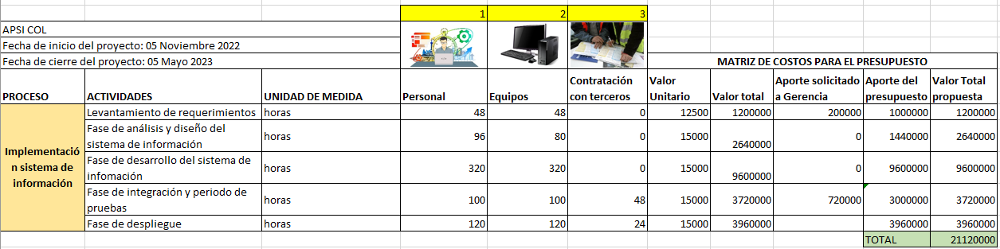 1 2 3
APSI COL
Fecha de inicio del proyecto: 05 Noviembre 2022
Fecha de cierre del proyecto: 05 Mayo 2023
MATRIZ DE COSTOS PARA EL PRESUPUESTO
PROCESO ACTIVIDADES UNIDAD DE MEDIDA Personal Equipos Contratación con terceros Valor Unitario Valor total Aporte solicitado a Gerencia Aporte del presupuesto Valor Total propuesta
Implementació
n sistema de
información
Levantamiento de requerimientos horas 48 48 0 12500 1200000 200000 1000000 1200000
Fase de análisis y diseño del
sistema de información horas 96 80 0 15000 2640000 0 1440000 2640000
Fase de desarrollo del sistema de
infomación horas 320 320 0 15000 9600000 0 9600000 9600000
Fase de integración y periodo de
pruebas horas 100 100 48 15000 3720000 720000 3000000 3720000
Fase de despliegue horas 120 120 24 15000 3960000 3960000 3960000
TOTAL 21120000